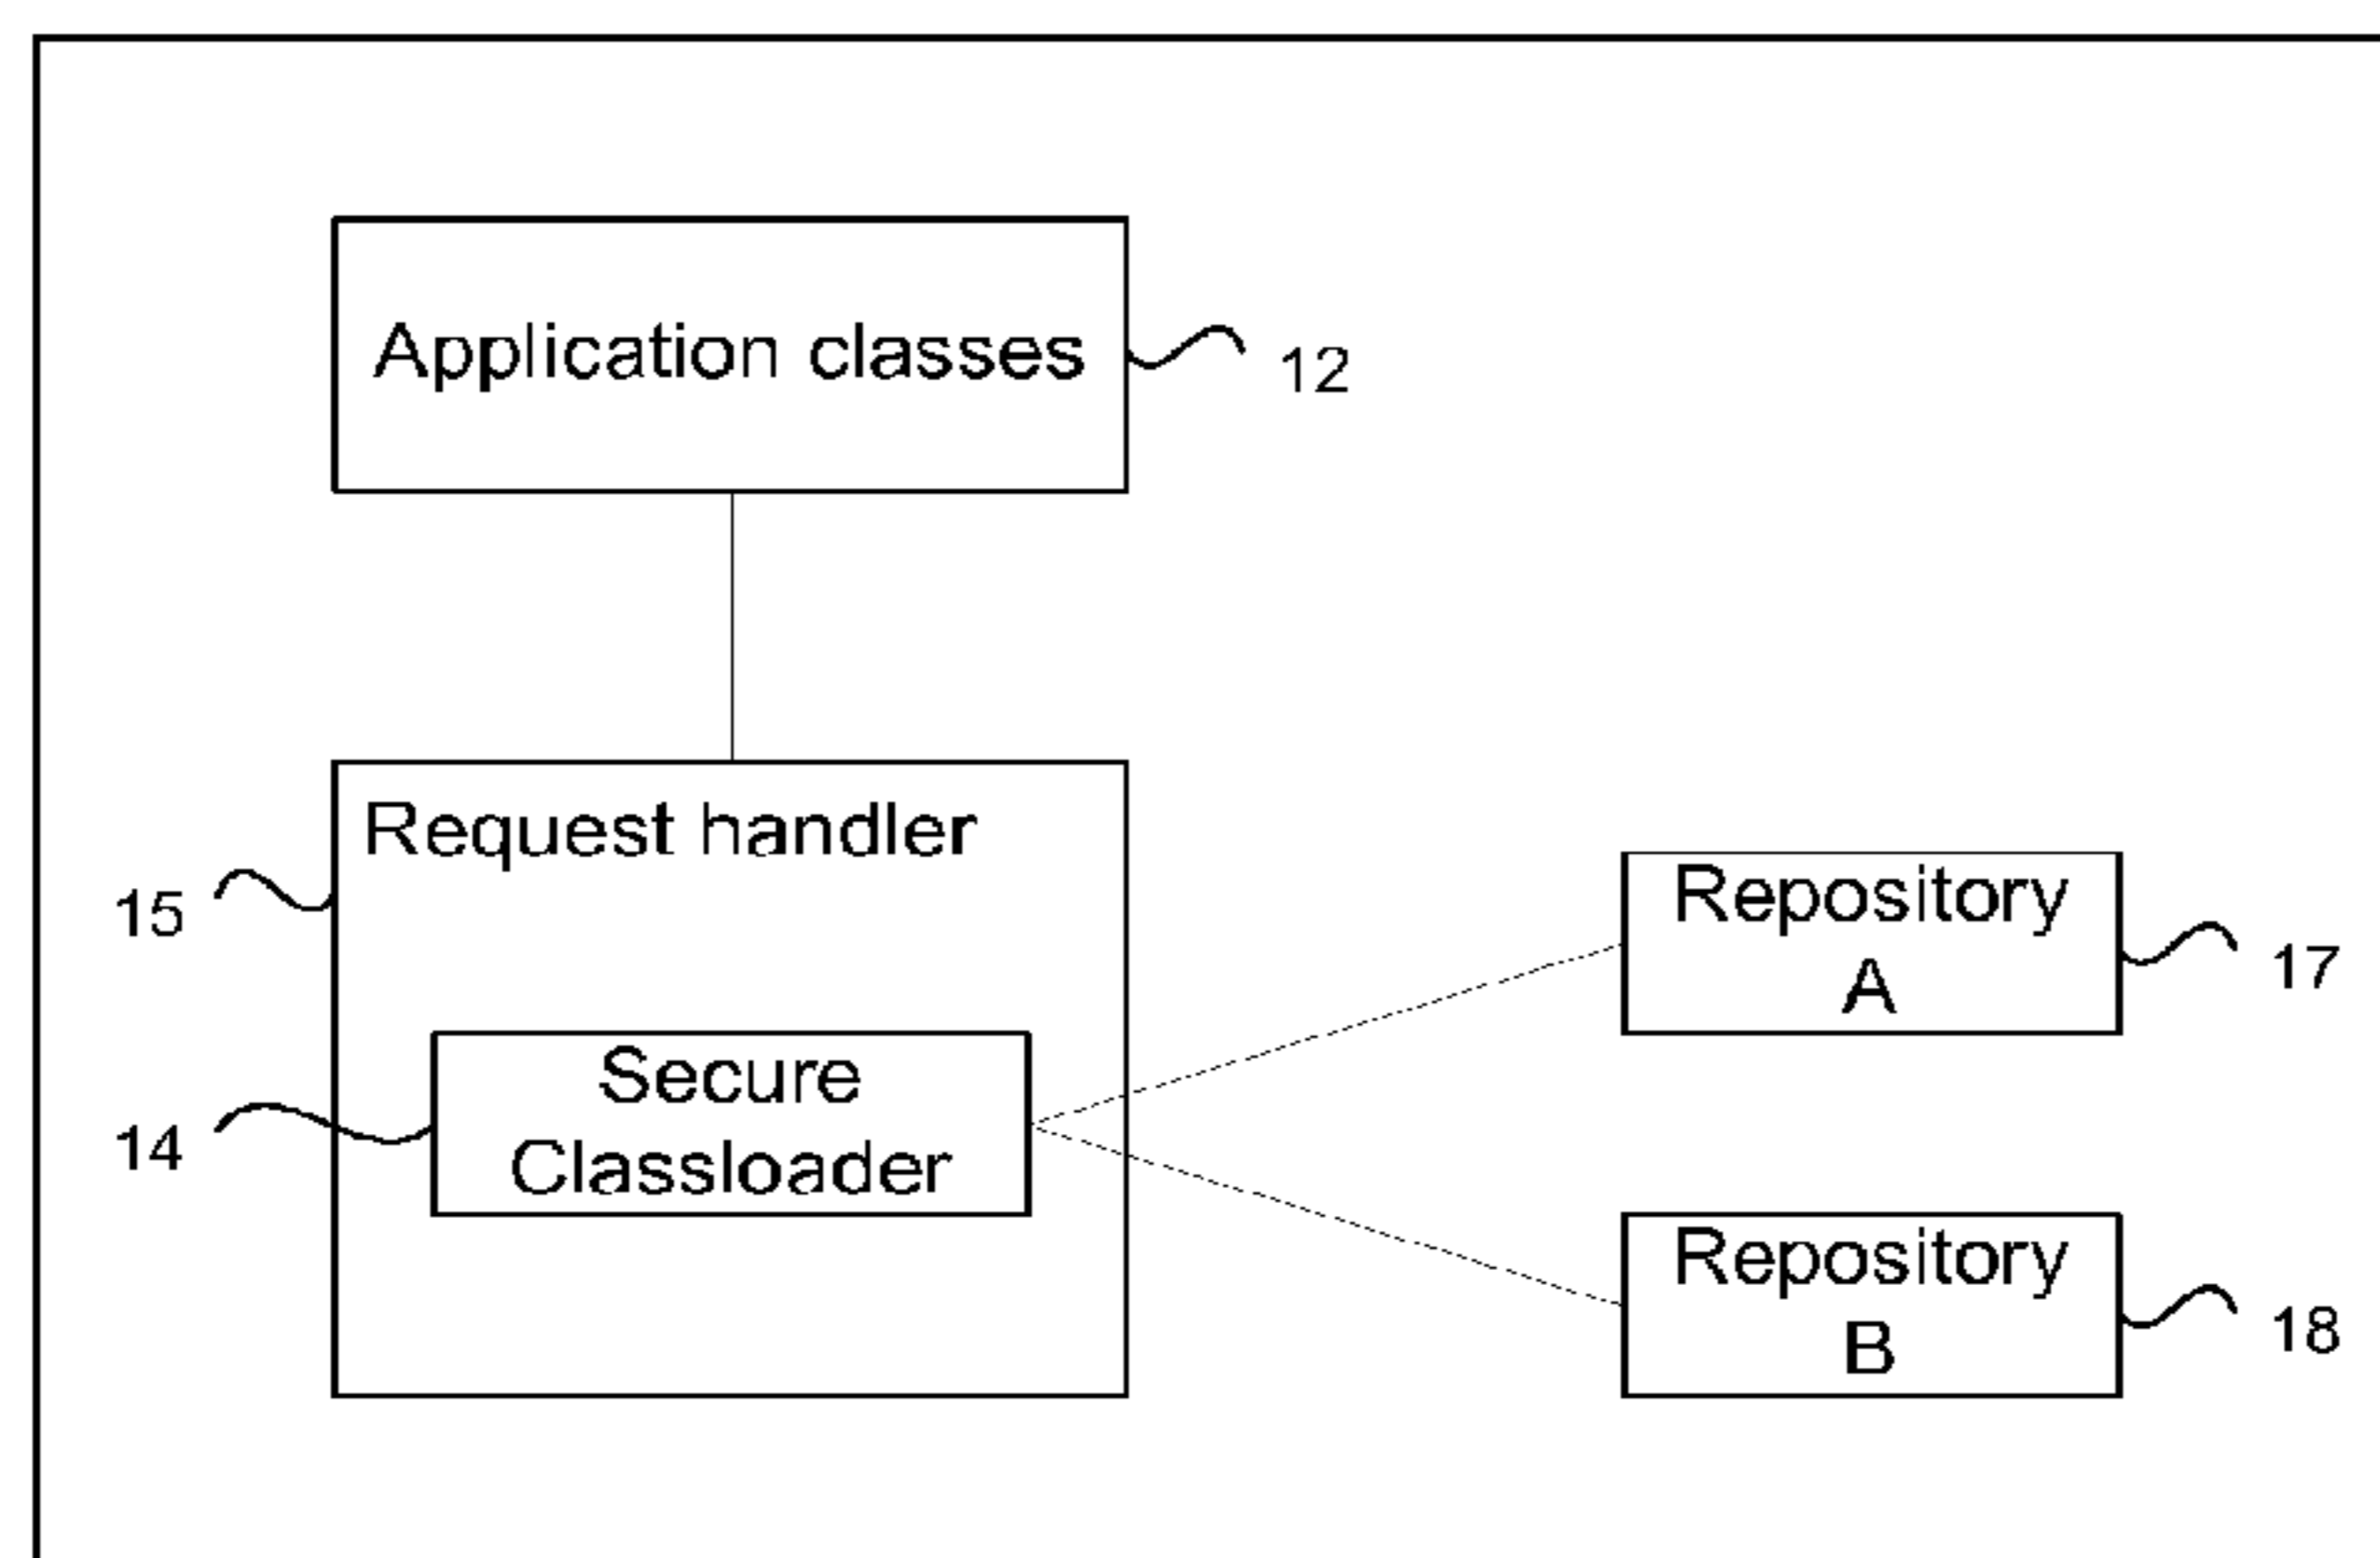 Application classes
12
Request handler
15
Repository
A
17
Secure
Classloader
14
Repository
B
18